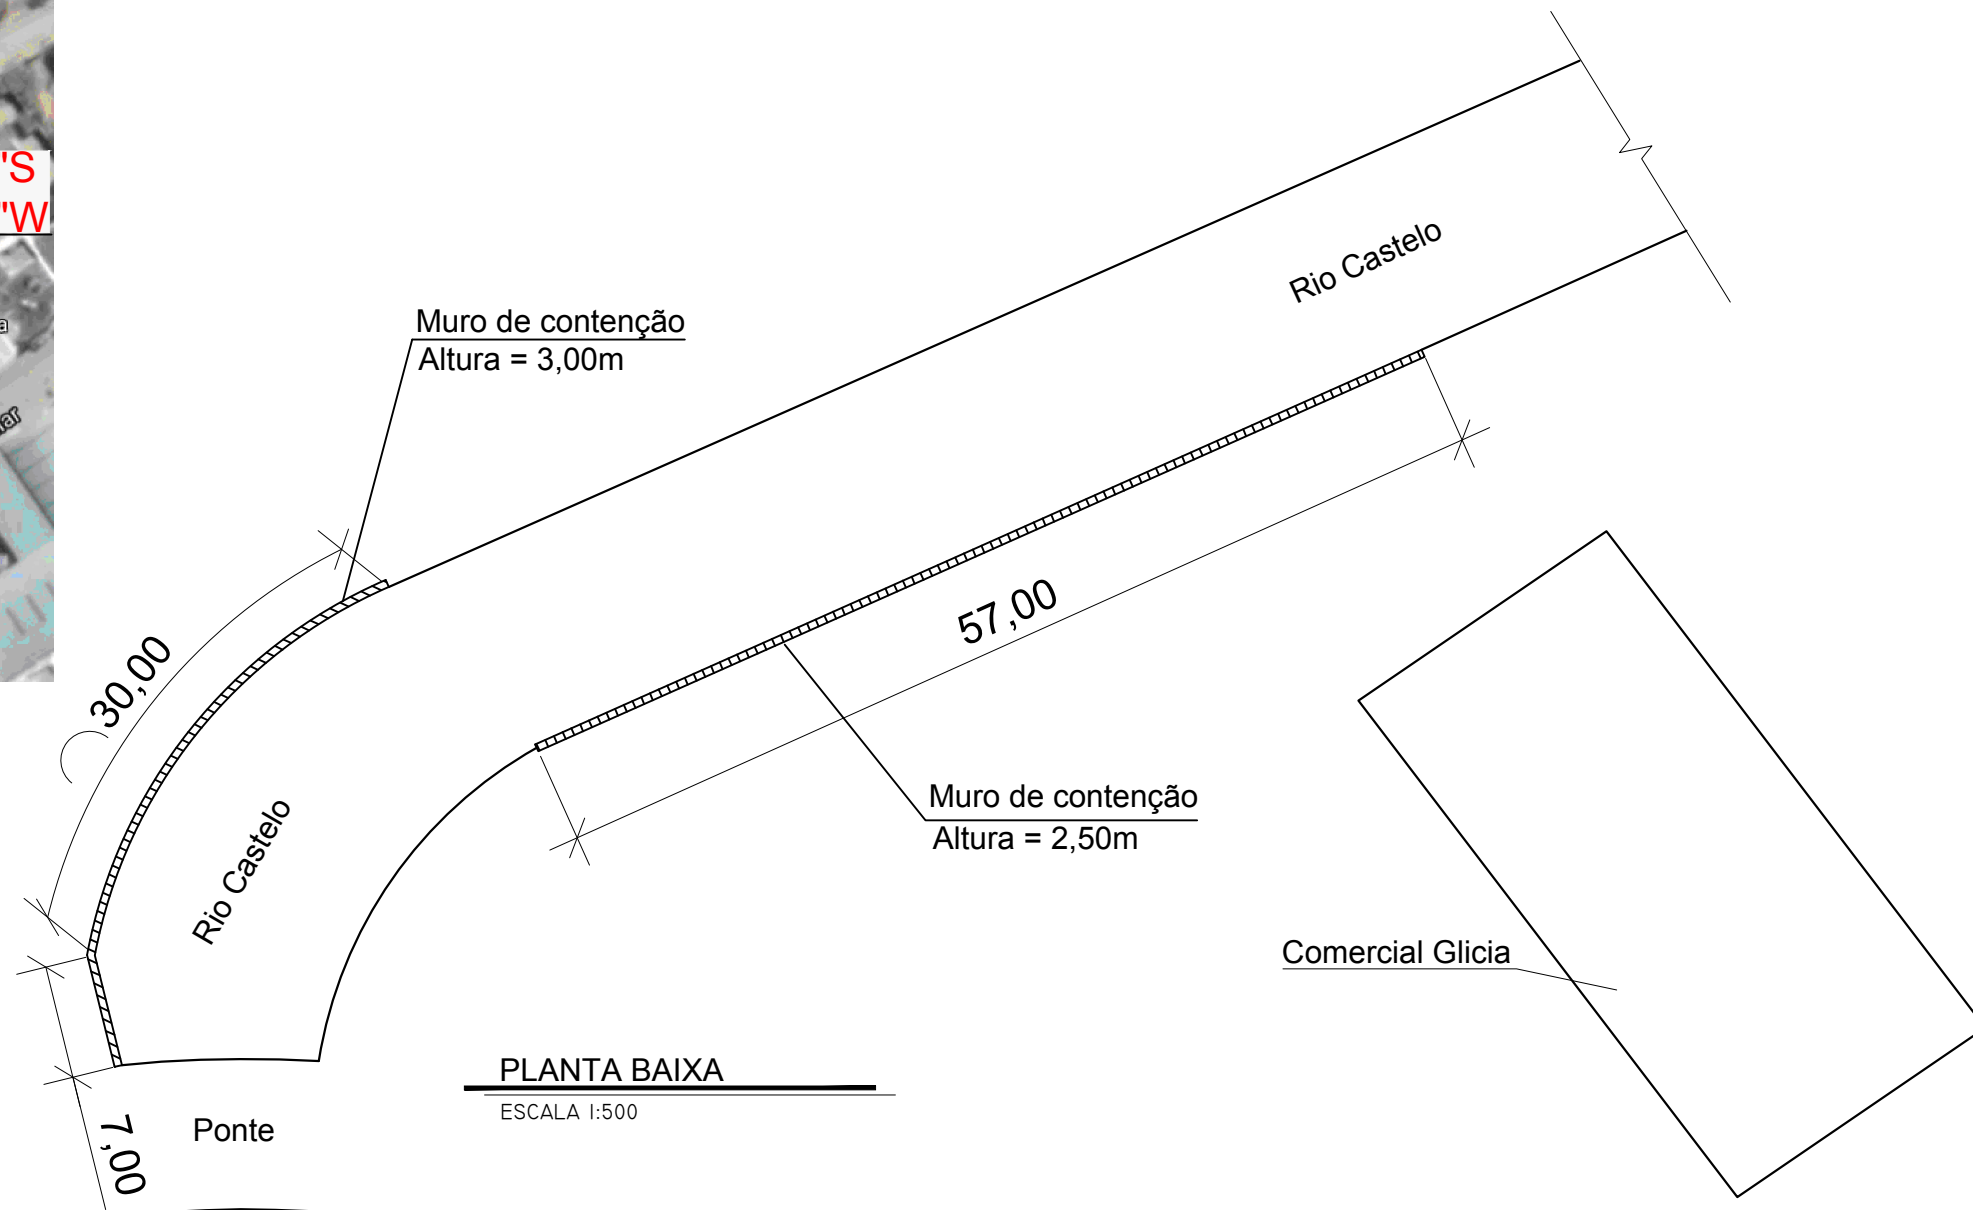 'S
"W
a
ar
Rio Castelo
Muro de contenção
Altura = 3,00m
30,00
57,00
Muro de contenção
Altura = 2,50m
Rio Castelo
Comercial Glicia
PLANTA BAIXA
ESCALA 1:500
Ponte
7,00